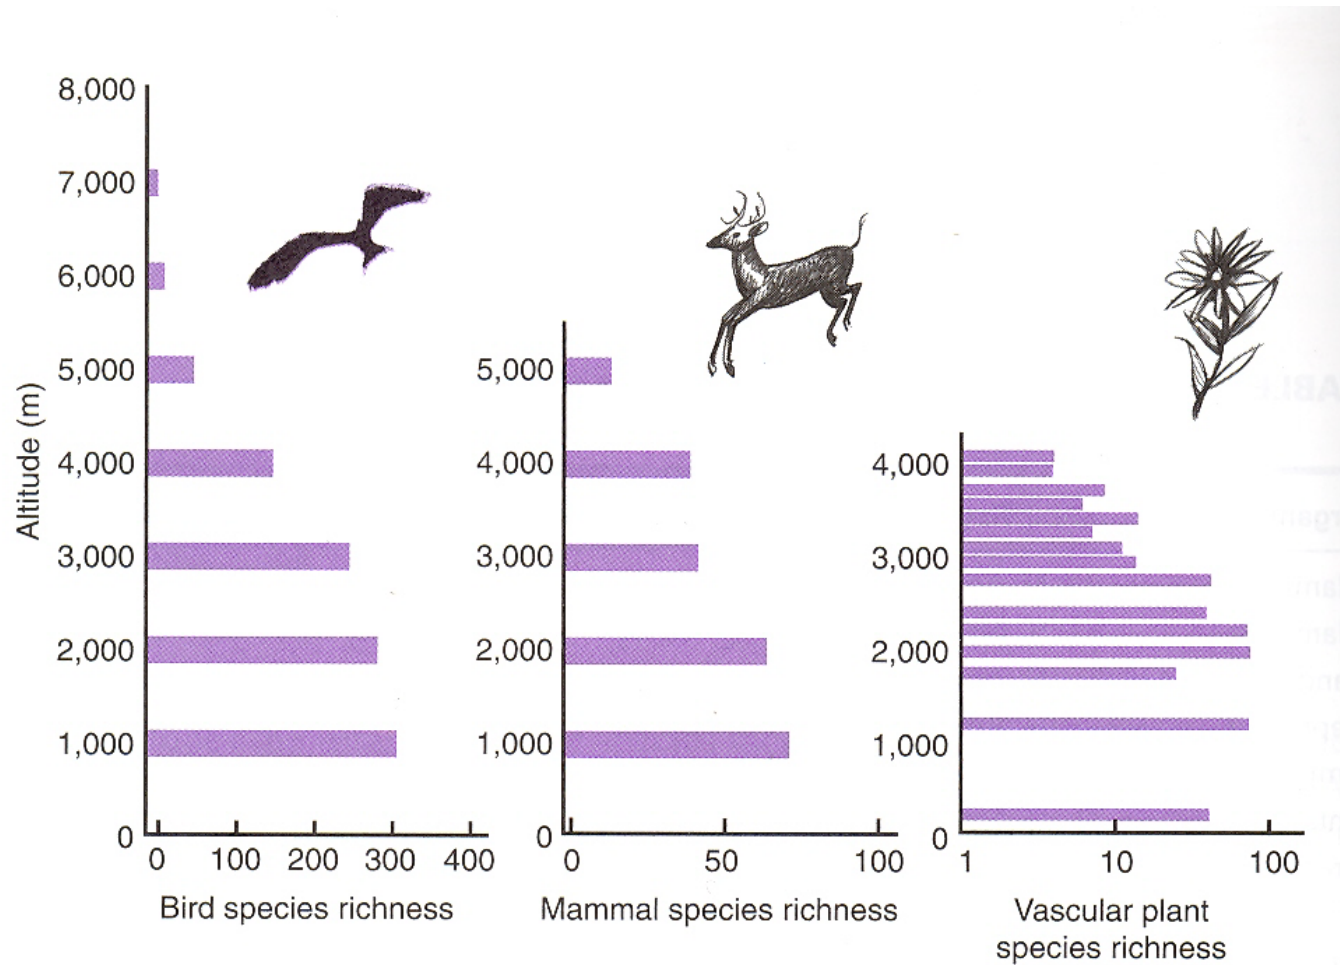 8,000
7,000
6,000
5,000
4,000
3,000
2,000
1,000
0
Altitude (m)
0 100 200 300 400
Bird species richness
5,000
4,000
3,000
2,000
1,000
0
0 50 100
Mammal species richness
4,000
3,000
2,000
1,000
0
1 10 100
Vascular plant
species richness